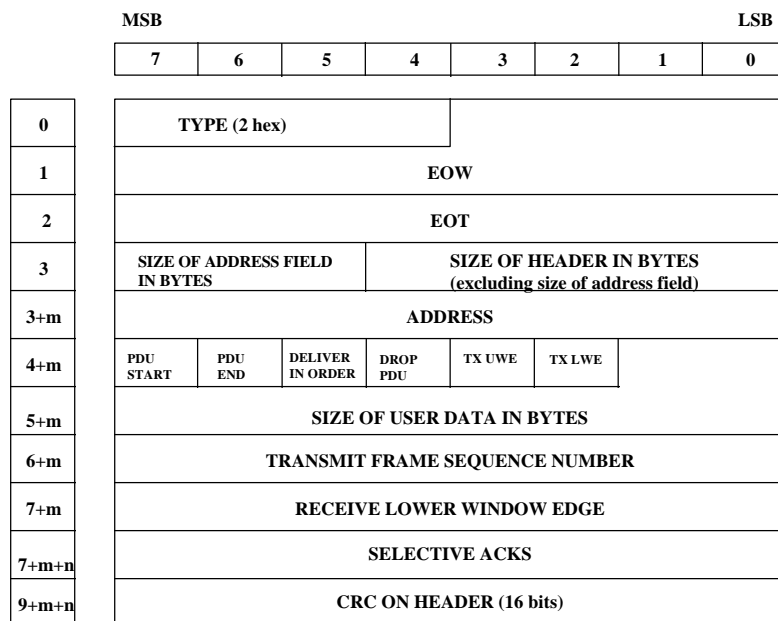 MSB LSB
7 6 5 4 3 2 1 0
0 TYPE (2 hex)
1 EOW
2 EOT
3 SIZE OF ADDRESS FIELD IN BYTES SIZE OF HEADER IN BYTES (excluding size of address field)
3+m ADDRESS
4+m PDU START PDU END DELIVER IN ORDER DROP PDU TX UWE TX LWE
5+m SIZE OF USER DATA IN BYTES
6+m TRANSMIT FRAME SEQUENCE NUMBER
7+m RECEIVE LOWER WINDOW EDGE
7+m+n SELECTIVE ACKS
9+m+n CRC ON HEADER (16 bits)